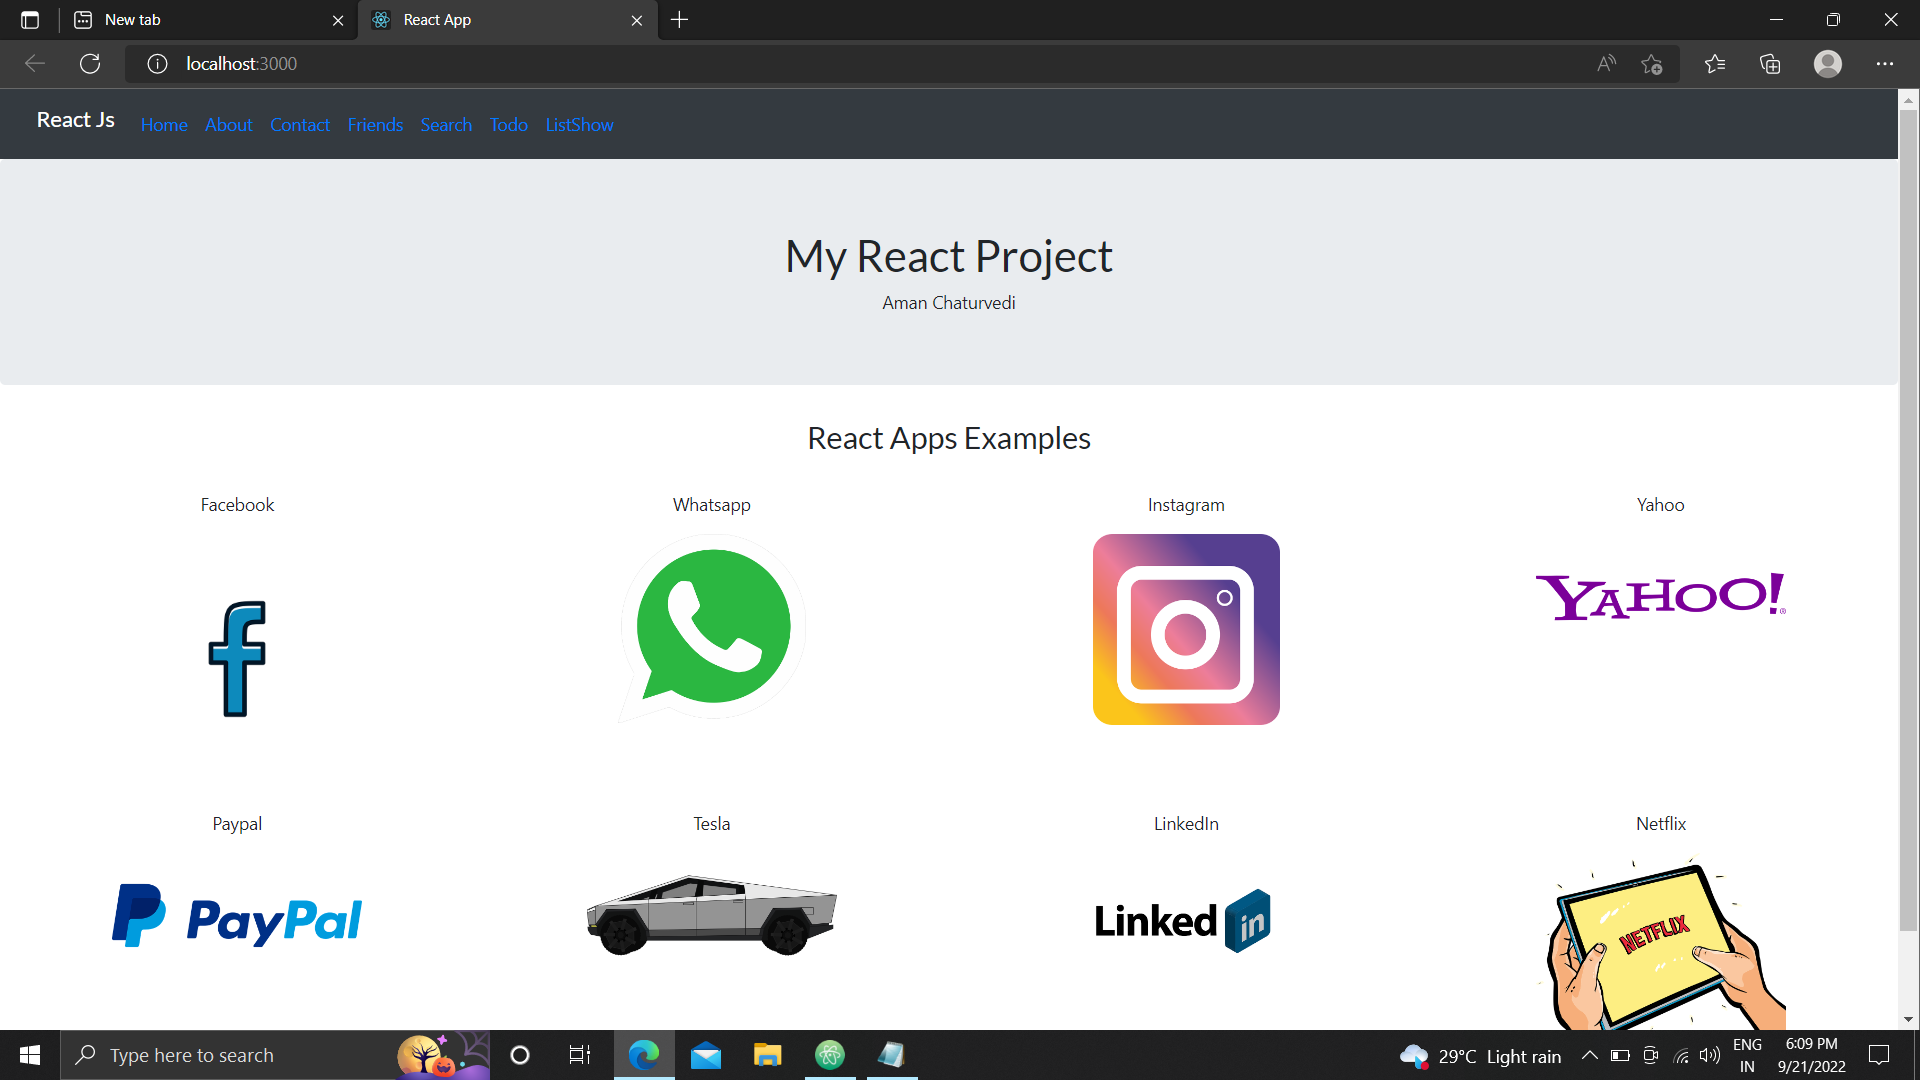 New tab
React App
localhost:3000
React Js Home About Contact Friends Search Todo ListShow
My React Project
Aman Chaturvedi
React Apps Examples
Facebook Whatsapp Instagram Yahoo
YAHOO!
Paypal Tesla LinkedIn Netflix
PayPal
Linked in
NETFLIX
Type here to search
29°C Light rain
ENG
IN
6:09 PM
9/21/2022